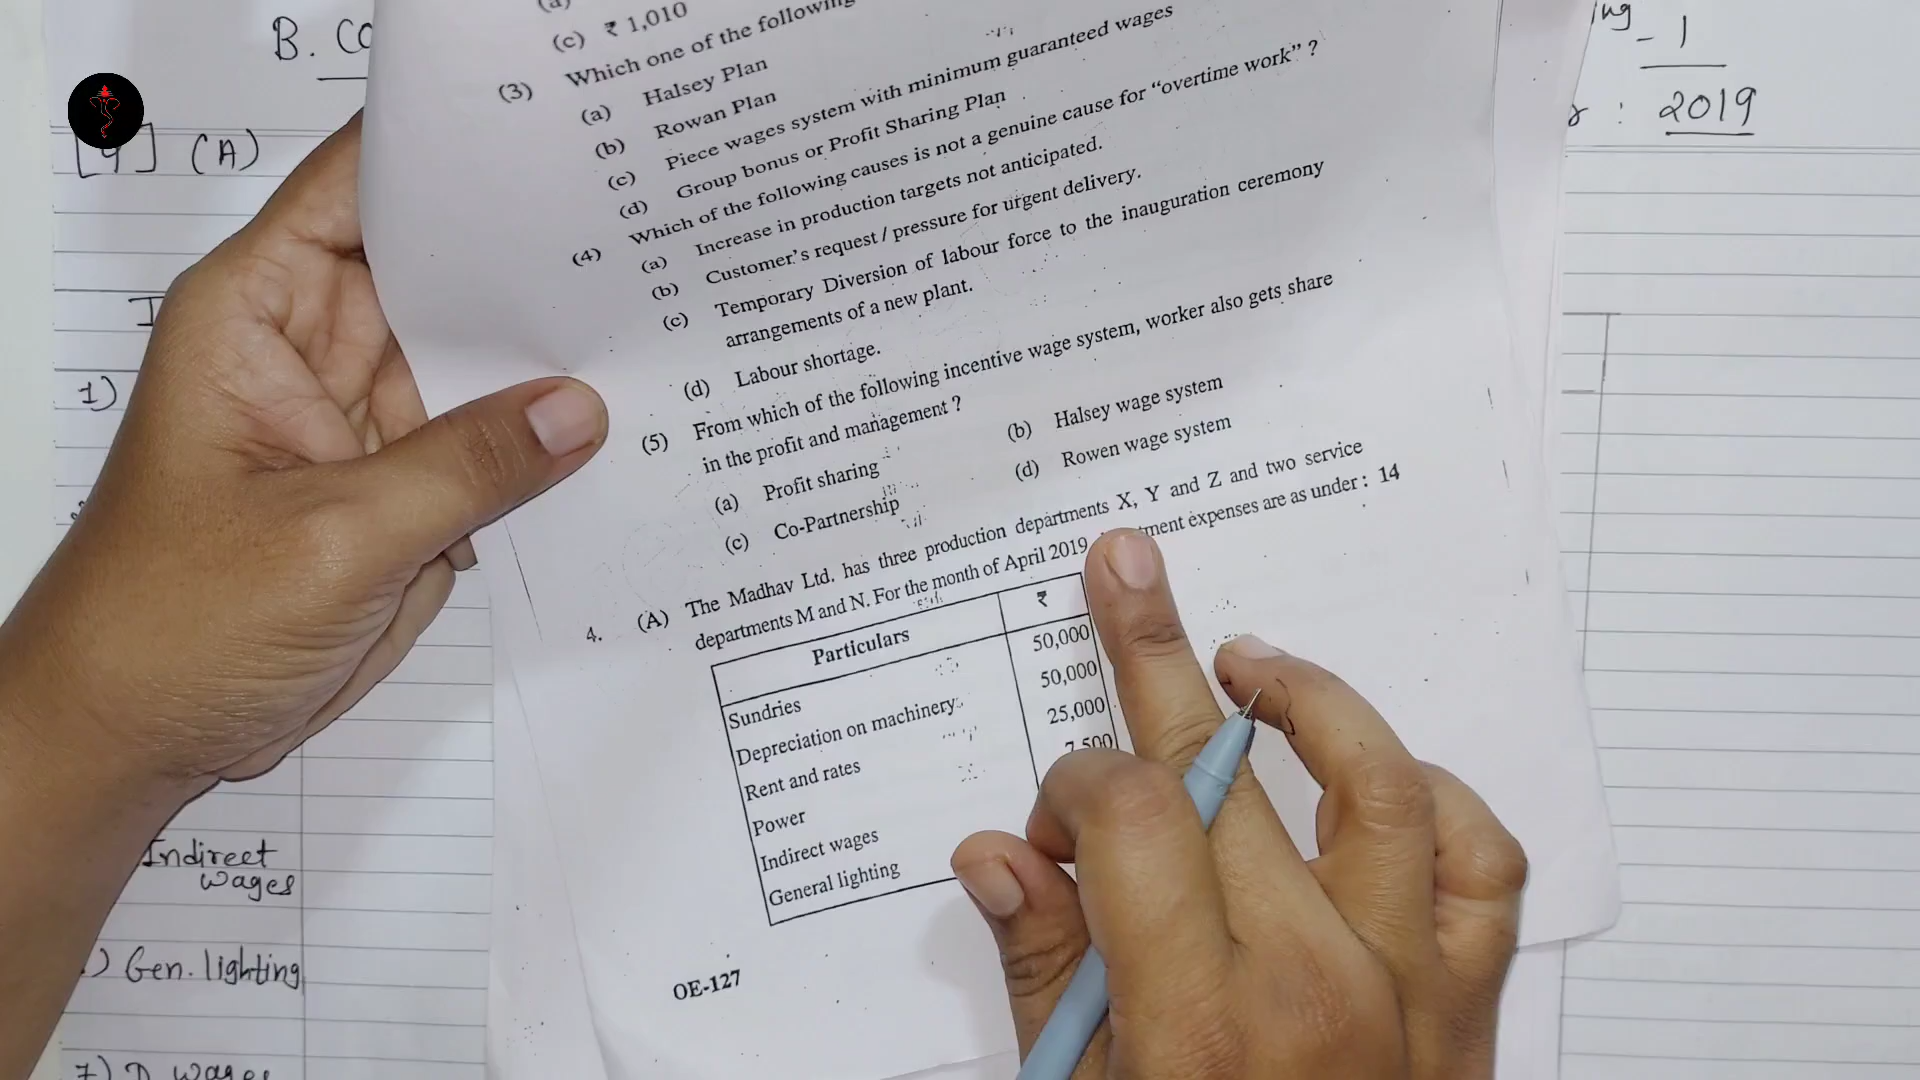 B. CO
[4] (A)
1)
Indirect
wages
) Gen. lighting
7) D. wages
- 1
: 2019
(c) ₹ 1,010
(3) Which one of the following
(a) Halsey Plan
(b) Rowan Plan
(c) Piece wages system with minimum guaranteed wages
(d) Group bonus or Profit Sharing Plan
(4) Which of the following causes is not a genuine cause for “overtime work” ?
(a) Increase in production targets not anticipated.
(b) Customer's request / pressure for urgent delivery.
(c) Temporary Diversion of labour force to the inauguration ceremony
arrangements of a new plant.
(d) Labour shortage.
(5) From which of the following incentive wage system, worker also gets share
in the profit and management ?
(a) Profit sharing (b) Halsey wage system
(c) Co-Partnership (d) Rowen wage system
4. (A) The Madhav Ltd. has three production departments X, Y and Z and two service
departments M and N. For the month of April 2019 tment expenses are as under : 14
Particulars ₹
Sundries 50,000
Depreciation on machinery 50,000
Rent and rates 25,000
Power 7,500
Indirect wages
General lighting
OE-127